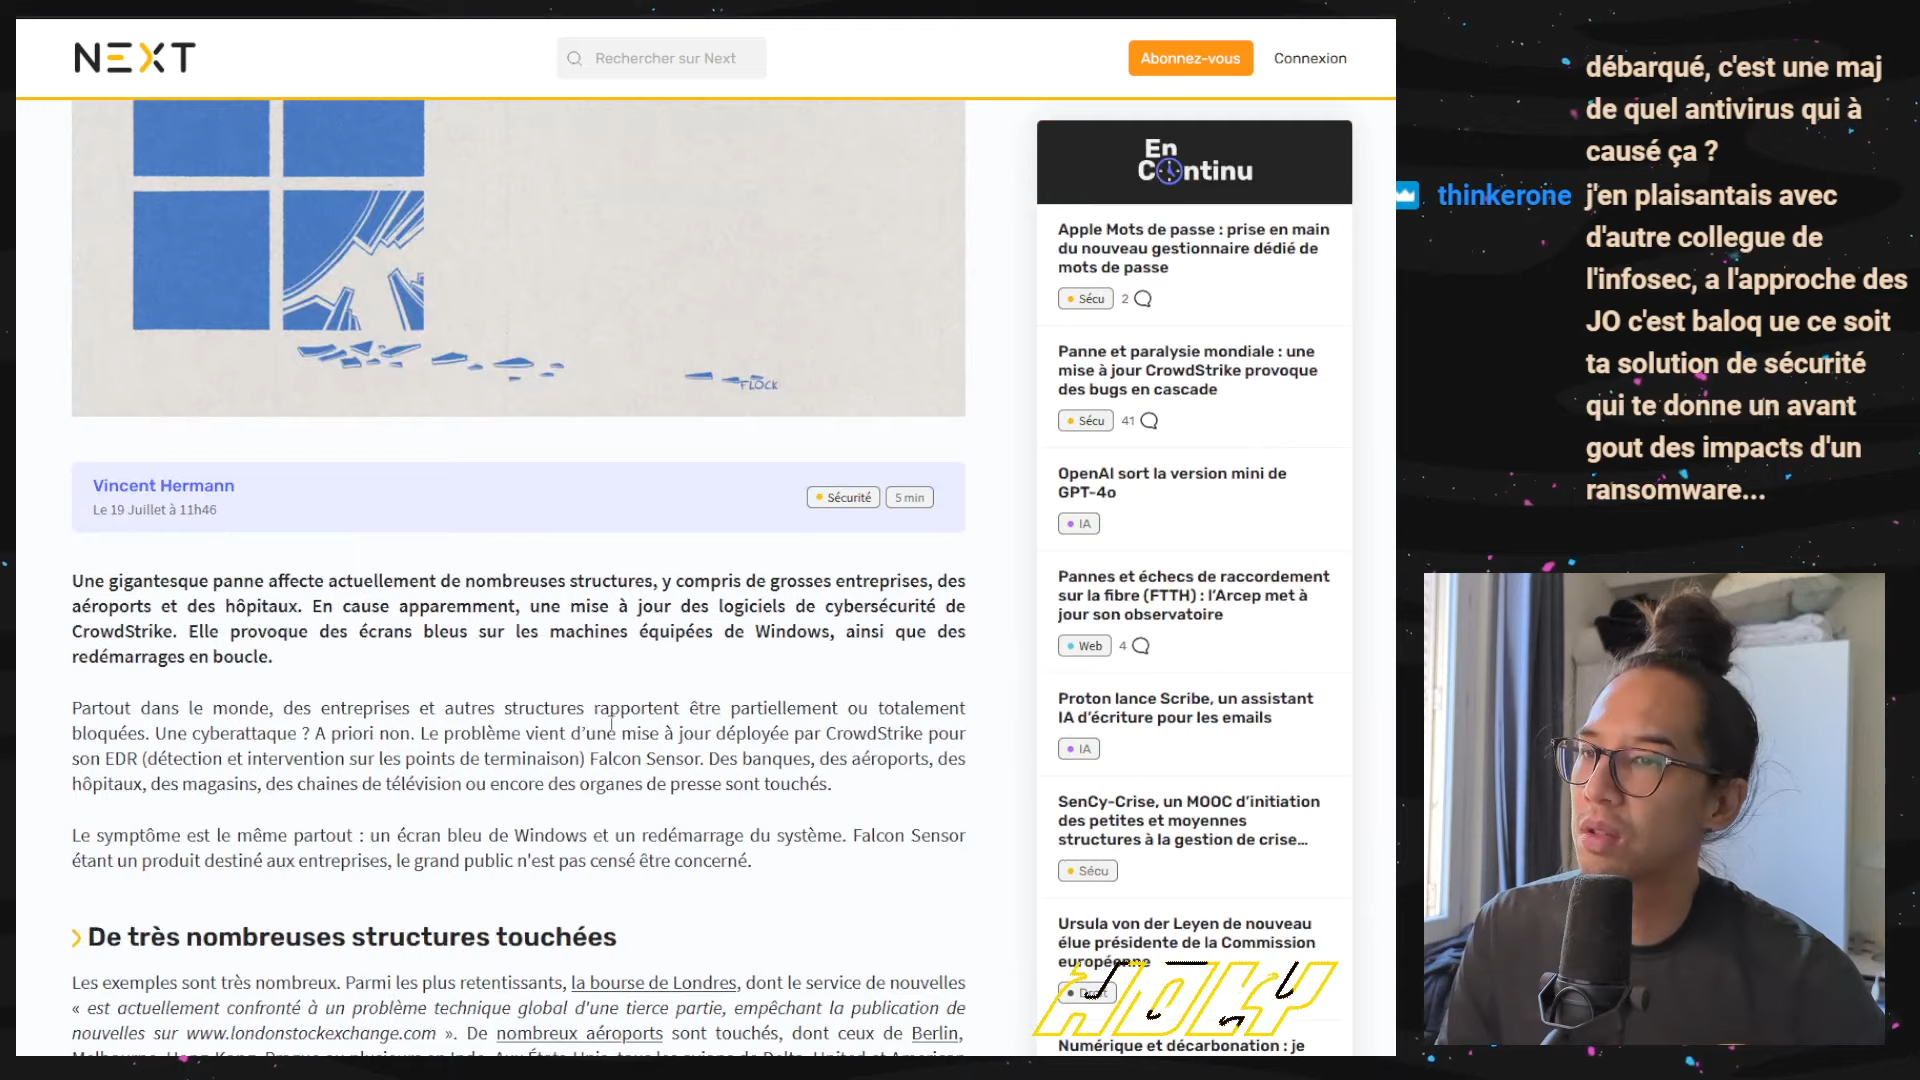 NEXT
Rechercher sur Next
Abonnez-vous
Connexion
FLOCK
Vincent Hermann
Le 19 Juillet à 11h46
Sécurité
5 min
Une gigantesque panne affecte actuellement de nombreuses structures, y compris de grosses entreprises, des
aéroports et des hôpitaux. En cause apparemment, une mise à jour des logiciels de cybersécurité de
CrowdStrike. Elle provoque des écrans bleus sur les machines équipées de Windows, ainsi que des
redémarrages en boucle.
Partout dans le monde, des entreprises et autres structures rapportent être partiellement ou totalement
bloquées. Une cyberattaque ? A priori non. Le problème vient d’une mise à jour déployée par CrowdStrike pour
son EDR (détection et intervention sur les points de terminaison) Falcon Sensor. Des banques, des aéroports, des
hôpitaux, des magasins, des chaines de télévision ou encore des organes de presse sont touchés.
Le symptôme est le même partout : un écran bleu de Windows et un redémarrage du système. Falcon Sensor
étant un produit destiné aux entreprises, le grand public n'est pas censé être concerné.
De très nombreuses structures touchées
Les exemples sont très nombreux. Parmi les plus retentissants, la bourse de Londres, dont le service de nouvelles
« est actuellement confronté à un problème technique global d'une tierce partie, empêchant la publication de
nouvelles sur www.londonstockexchange.com ». De nombreux aéroports sont touchés, dont ceux de Berlin,
En
Continu
Apple Mots de passe : prise en main
du nouveau gestionnaire dédié de
mots de passe
Sécu
2
Panne et paralysie mondiale : une
mise à jour CrowdStrike provoque
des bugs en cascade
Sécu
41
OpenAI sort la version mini de
GPT-4o
IA
Pannes et échecs de raccordement
sur la fibre (FTTH) : l’Arcep met à
jour son observatoire
Web
4
Proton lance Scribe, un assistant
IA d’écriture pour les emails
IA
SenCy-Crise, un MOOC d’initiation
des petites et moyennes
structures à la gestion de crise…
Sécu
Ursula von der Leyen de nouveau
élue présidente de la Commission
européenne
Droit
HOLY
Numérique et décarbonation : je
débarqué, c'est une maj
de quel antivirus qui à
causé ça ?
thinkerone j'en plaisantais avec
d'autre collegue de
l'infosec, a l'approche des
JO c'est baloq ue ce soit
ta solution de sécurité
qui te donne un avant
gout des impacts d'un
ransomware...